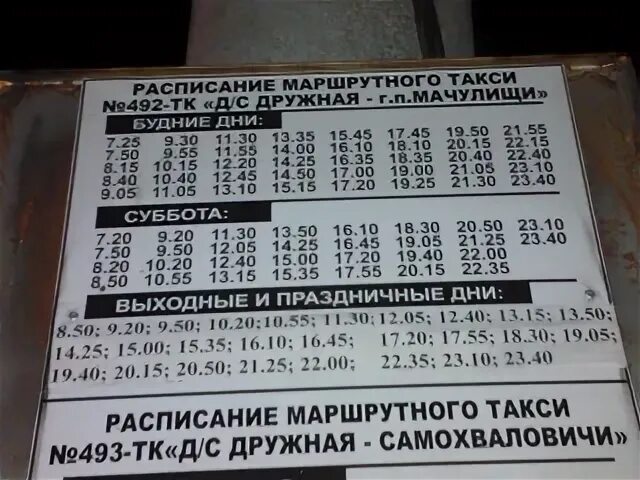 РАСПИСАНИЕ МАРШРУТНОГО ТАКСИ
№492-ТК «Д/С ДРУЖНАЯ - г.п.МАЧУЛИЩИ»
БУДНИЕ ДНИ:
7.25 9.30 11.30 13.35 15.45 17.45 19.50 21.55
7.50 9.55 11.55 14.00 16.10 18.10 20.15 22.15
8.15 10.15 12.20 14.25 16.35 18.35 20.40 22.40
8.40 10.40 12.45 14.50 17.00 19.00 21.05 23.10
9.05 11.05 13.10 15.15 17.20 19.25 21.30 23.40
СУББОТА:
7.20 9.20 11.30 13.50 16.10 18.30 20.50 23.10
7.50 9.50 12.05 14.25 16.45 19.05 21.25 23.40
8.20 10.20 12.40 15.00 17.20 19.40 22.00
8.50 10.55 13.15 15.35 17.55 20.15 22.35
ВЫХОДНЫЕ И ПРАЗДНИЧНЫЕ ДНИ:
8.50; 9.20; 9.50; 10.20;10.55; 11.30; 12.05; 12.40; 13.15; 13.50;
14.25; 15.00; 15.35; 16.10; 16.45; 17.20; 17.55; 18.30; 19.05;
19.40; 20.15; 20.50; 21.25; 22.00; 22.35; 23.10; 23.40
РАСПИСАНИЕ МАРШРУТНОГО ТАКСИ
№493-ТК«Д/С ДРУЖНАЯ - САМОХВАЛОВИЧИ»